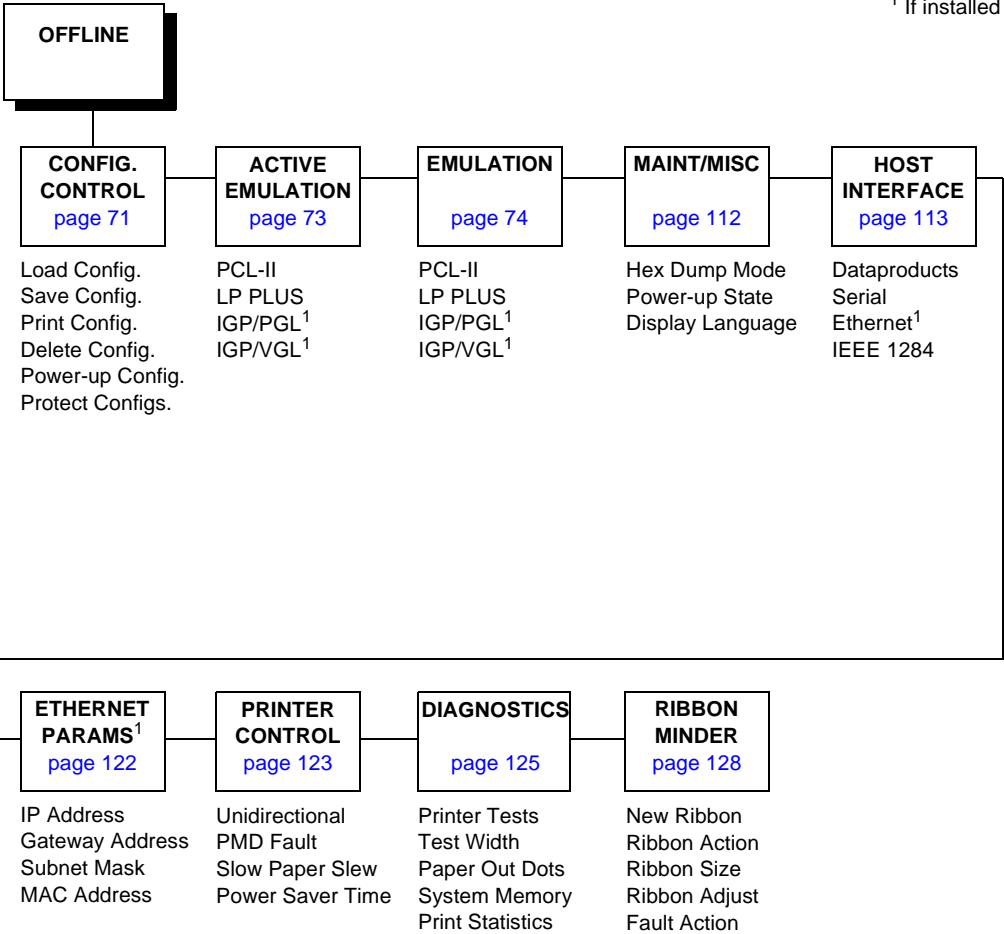 ¹ If installed
OFFLINE
CONFIG.
CONTROL
page 71
Load Config.
Save Config.
Print Config.
Delete Config.
Power-up Config.
Protect Configs.
ACTIVE
EMULATION
page 73
PCL-II
LP PLUS
IGP/PGL¹
IGP/VGL¹
EMULATION
page 74
PCL-II
LP PLUS
IGP/PGL¹
IGP/VGL¹
MAINT/MISC
page 112
Hex Dump Mode
Power-up State
Display Language
HOST
INTERFACE
page 113
Dataproducts
Serial
Ethernet¹
IEEE 1284
ETHERNET
PARAMS¹
page 122
IP Address
Gateway Address
Subnet Mask
MAC Address
PRINTER
CONTROL
page 123
Unidirectional
PMD Fault
Slow Paper Slew
Power Saver Time
DIAGNOSTICS
page 125
Printer Tests
Test Width
Paper Out Dots
System Memory
Print Statistics
RIBBON
MINDER
page 128
New Ribbon
Ribbon Action
Ribbon Size
Ribbon Adjust
Fault Action